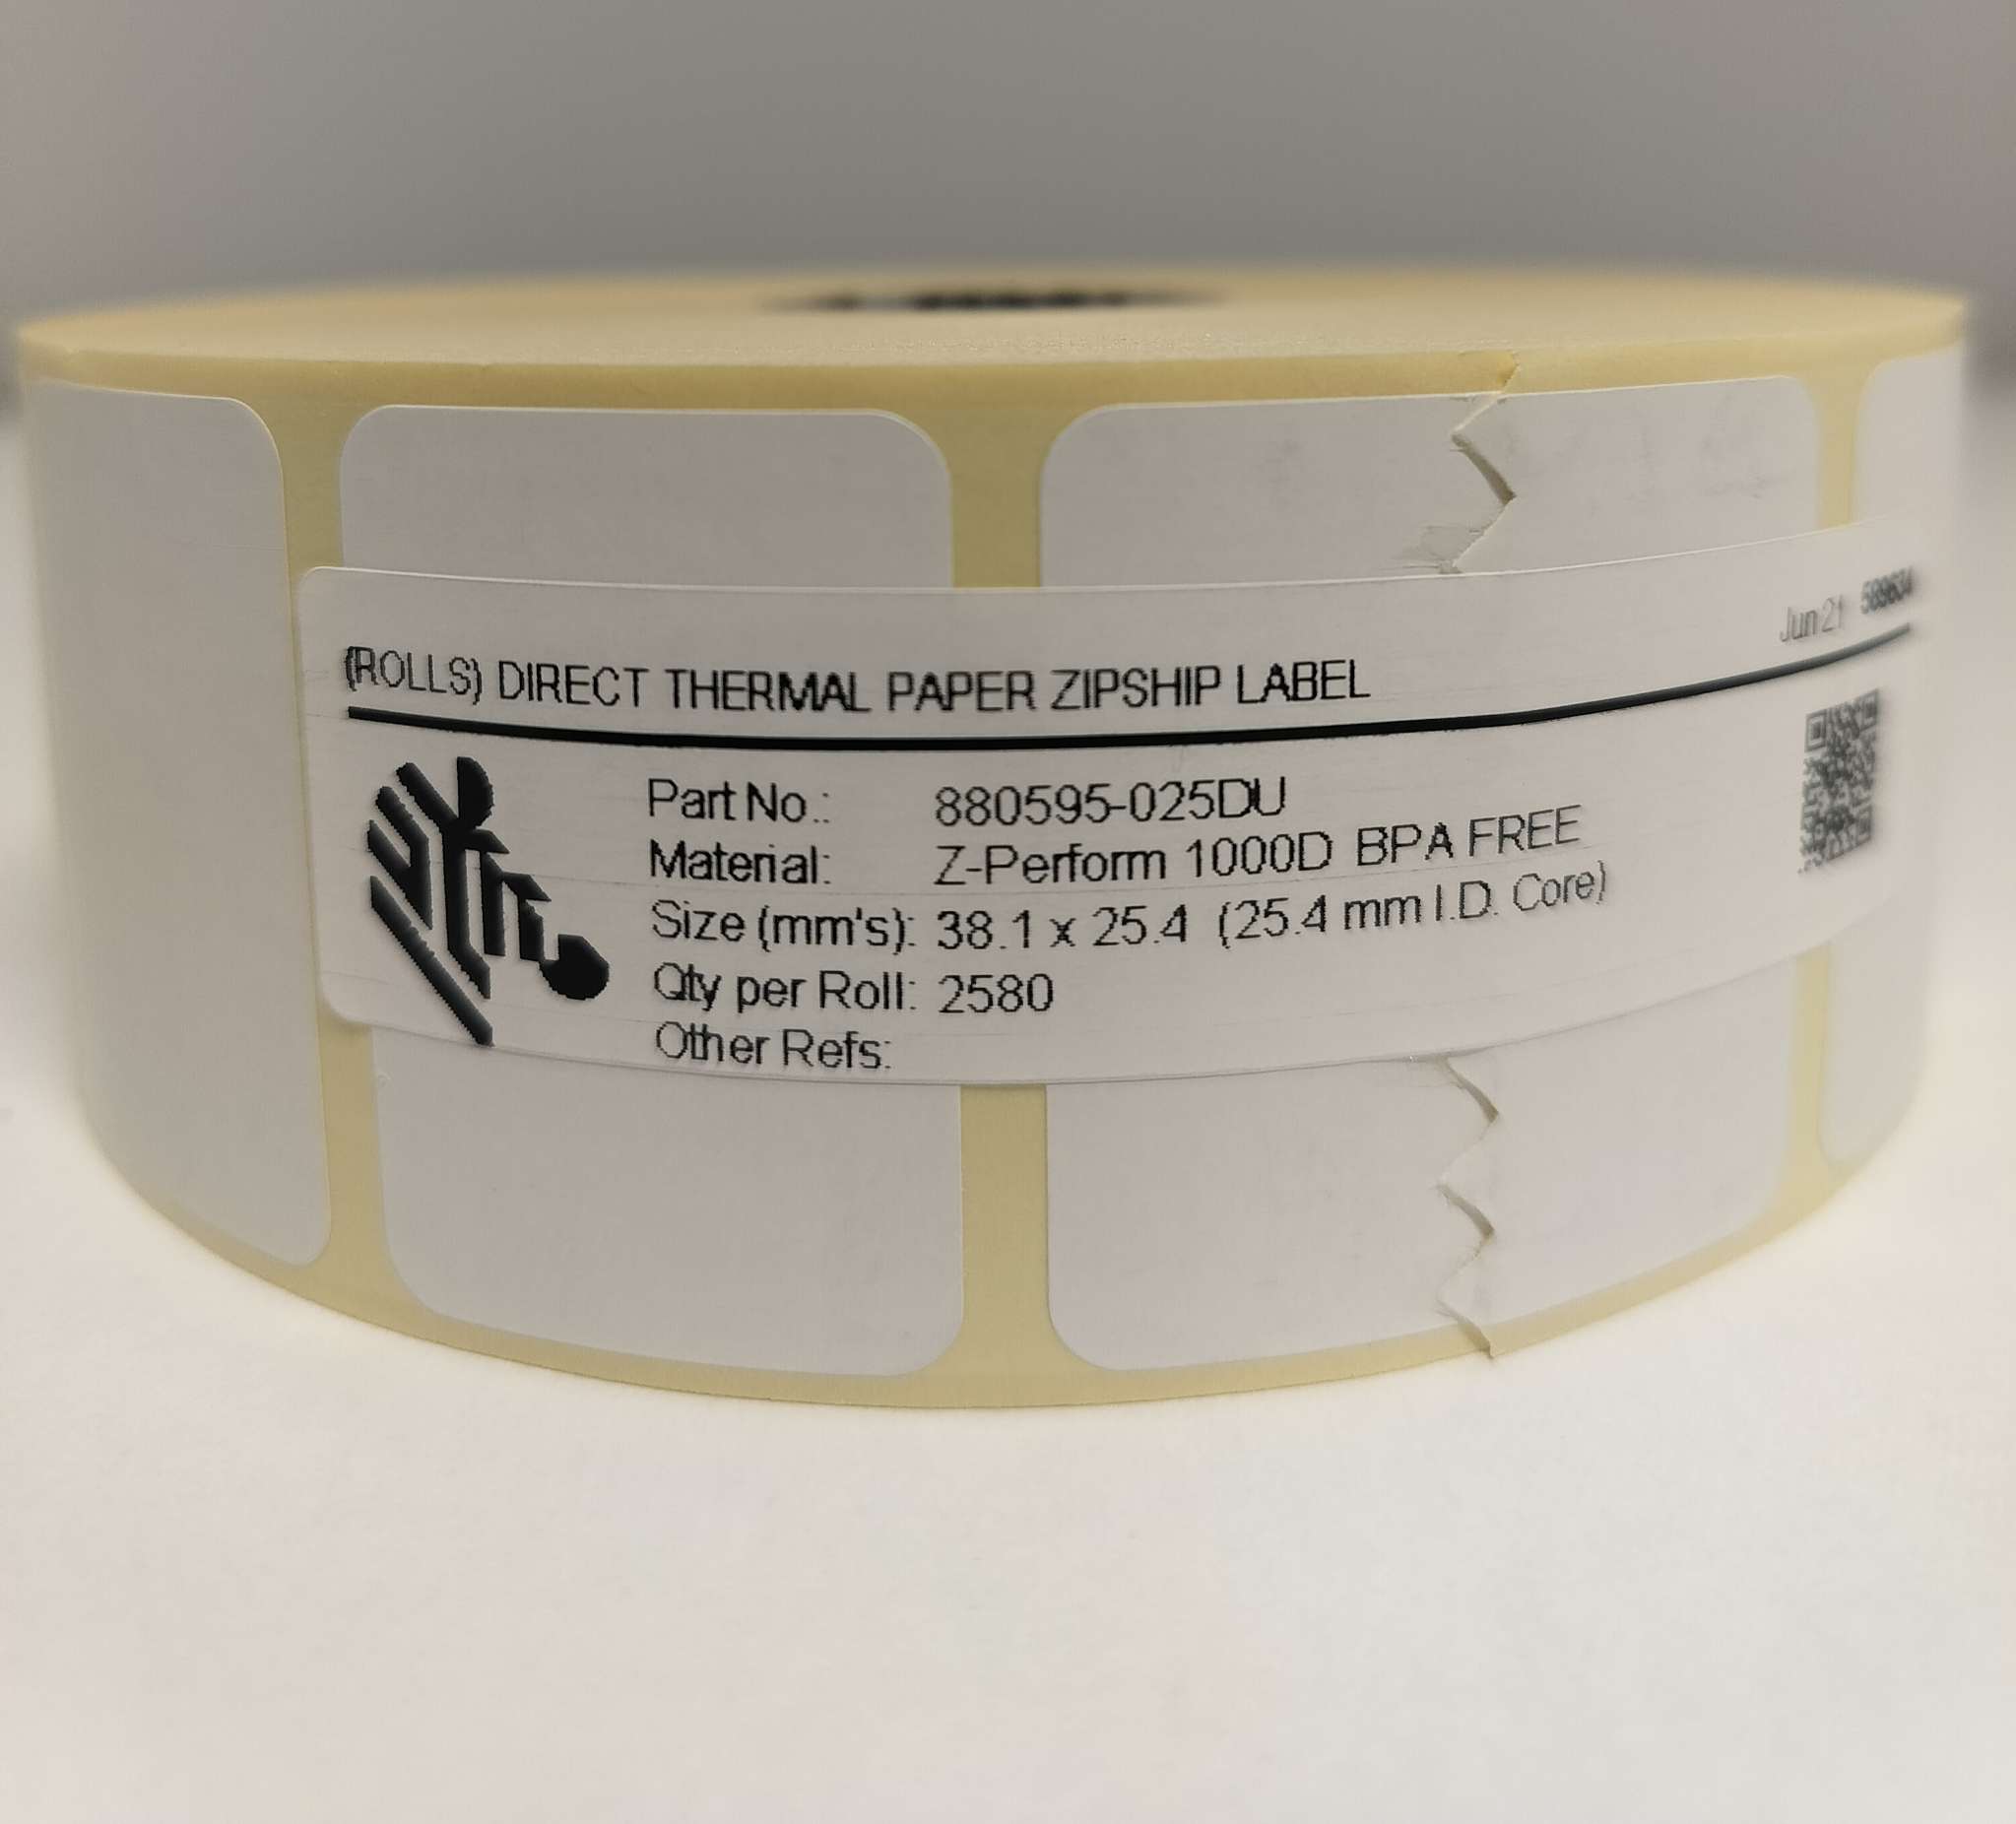 Jun 21 589634
(ROLLS) DIRECT THERMAL PAPER ZIPSHIP LABEL
Part No.: 880595-025DU
Material: Z-Perform 1000D BPA FREE
Size (mm's): 38.1 x 25.4 (25.4 mm I.D. Core)
Qty per Roll: 2580
Other Refs: